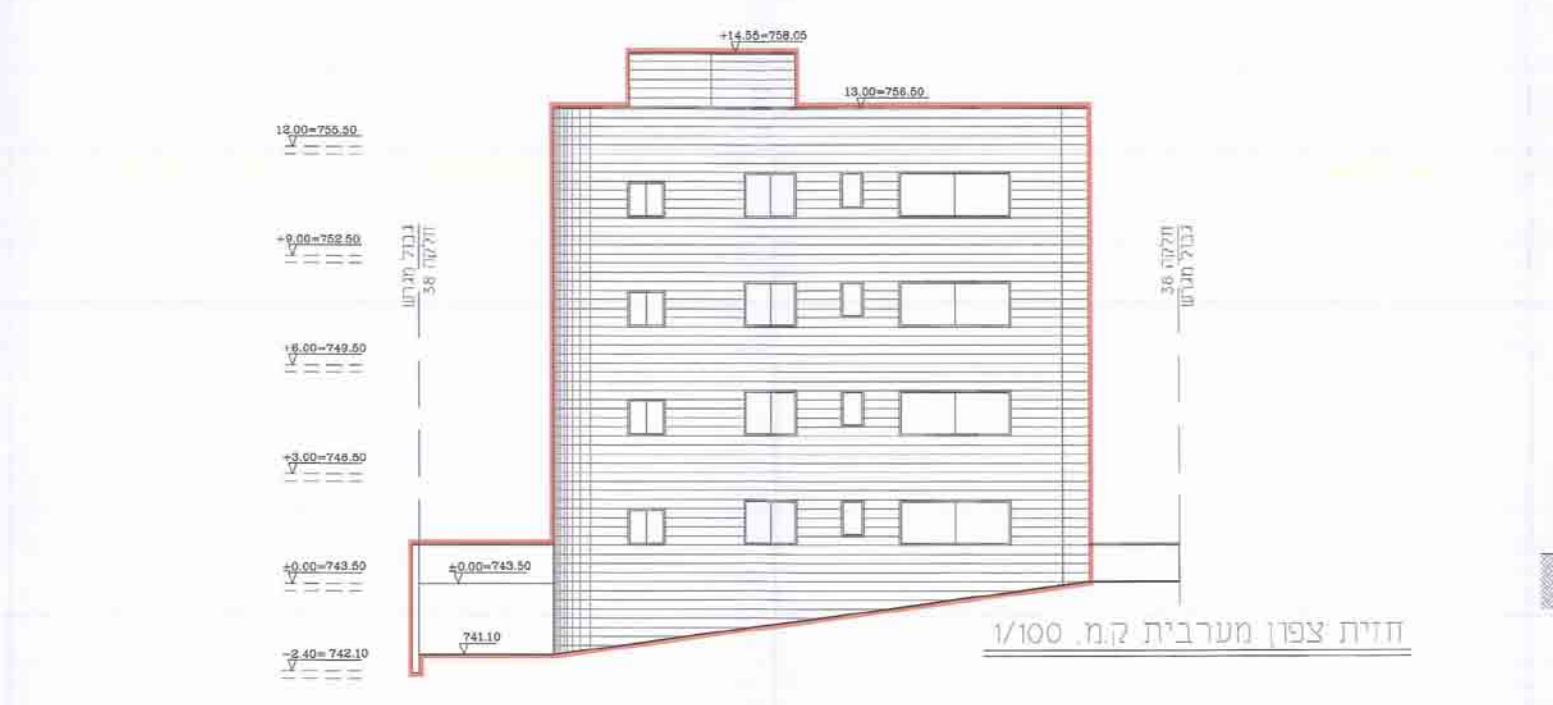 +14.55=758.05
13.00=756.50
12.00=755.50
+9.00=752.50
גבול מגרש
חלקה 38
חלקה 38
גבול מגרש
+6.00=749.50
+3.00=746.50
±0.00=743.50
±0.00=743.50
741.10
-2.40=742.10
חזית צפון מערבית ק.מ. 1/100